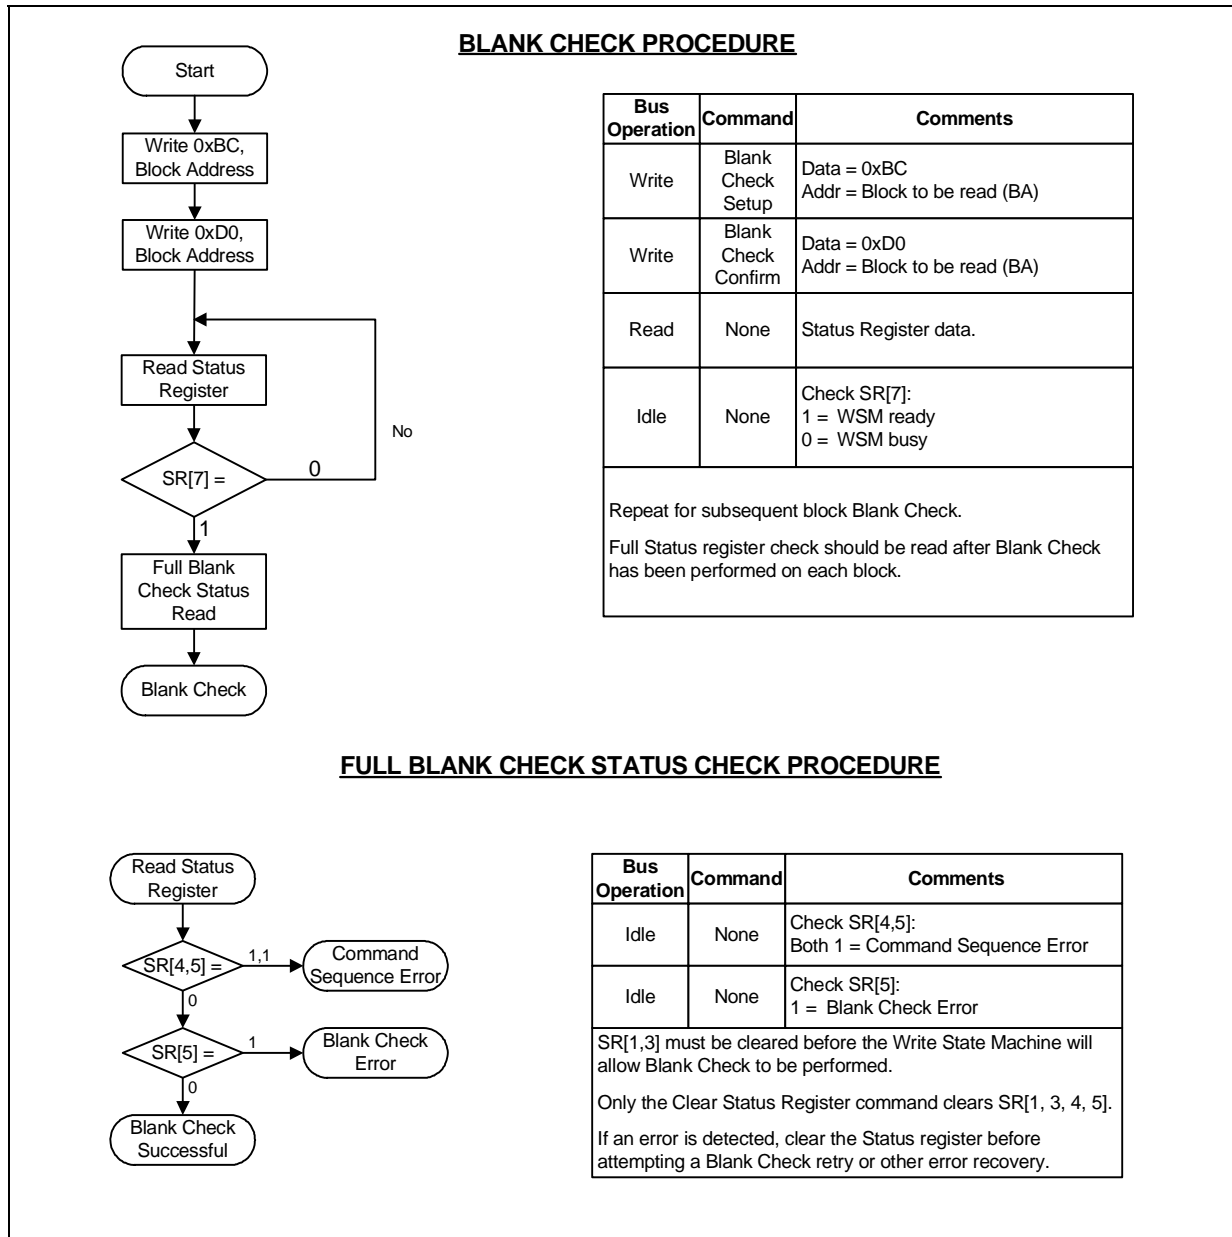 BLANK CHECK PROCEDURE
Start
Write 0xBC,
Block Address
Write 0xD0,
Block Address
Read Status
Register
No
SR[7] =
0
1
Full Blank
Check Status
Read
Blank Check
Bus
Operation
Command
Comments
Write
Blank
Check
Setup
Data = 0xBC
Addr = Block to be read (BA)
Write
Blank
Check
Confirm
Data = 0xD0
Addr = Block to be read (BA)
Read
None
Status Register data.
Idle
None
Check SR[7]:
1 = WSM ready
0 = WSM busy
Repeat for subsequent block Blank Check.
Full Status register check should be read after Blank Check
has been performed on each block.
FULL BLANK CHECK STATUS CHECK PROCEDURE
Read Status
Register
SR[4,5] =
1,1
Command
Sequence Error
0
SR[5] =
1
Blank Check
Error
0
Blank Check
Successful
Bus
Operation
Command
Comments
Idle
None
Check SR[4,5]:
Both 1 = Command Sequence Error
Idle
None
Check SR[5]:
1 = Blank Check Error
SR[1,3] must be cleared before the Write State Machine will
allow Blank Check to be performed.
Only the Clear Status Register command clears SR[1, 3, 4, 5].
If an error is detected, clear the Status register before
attempting a Blank Check retry or other error recovery.